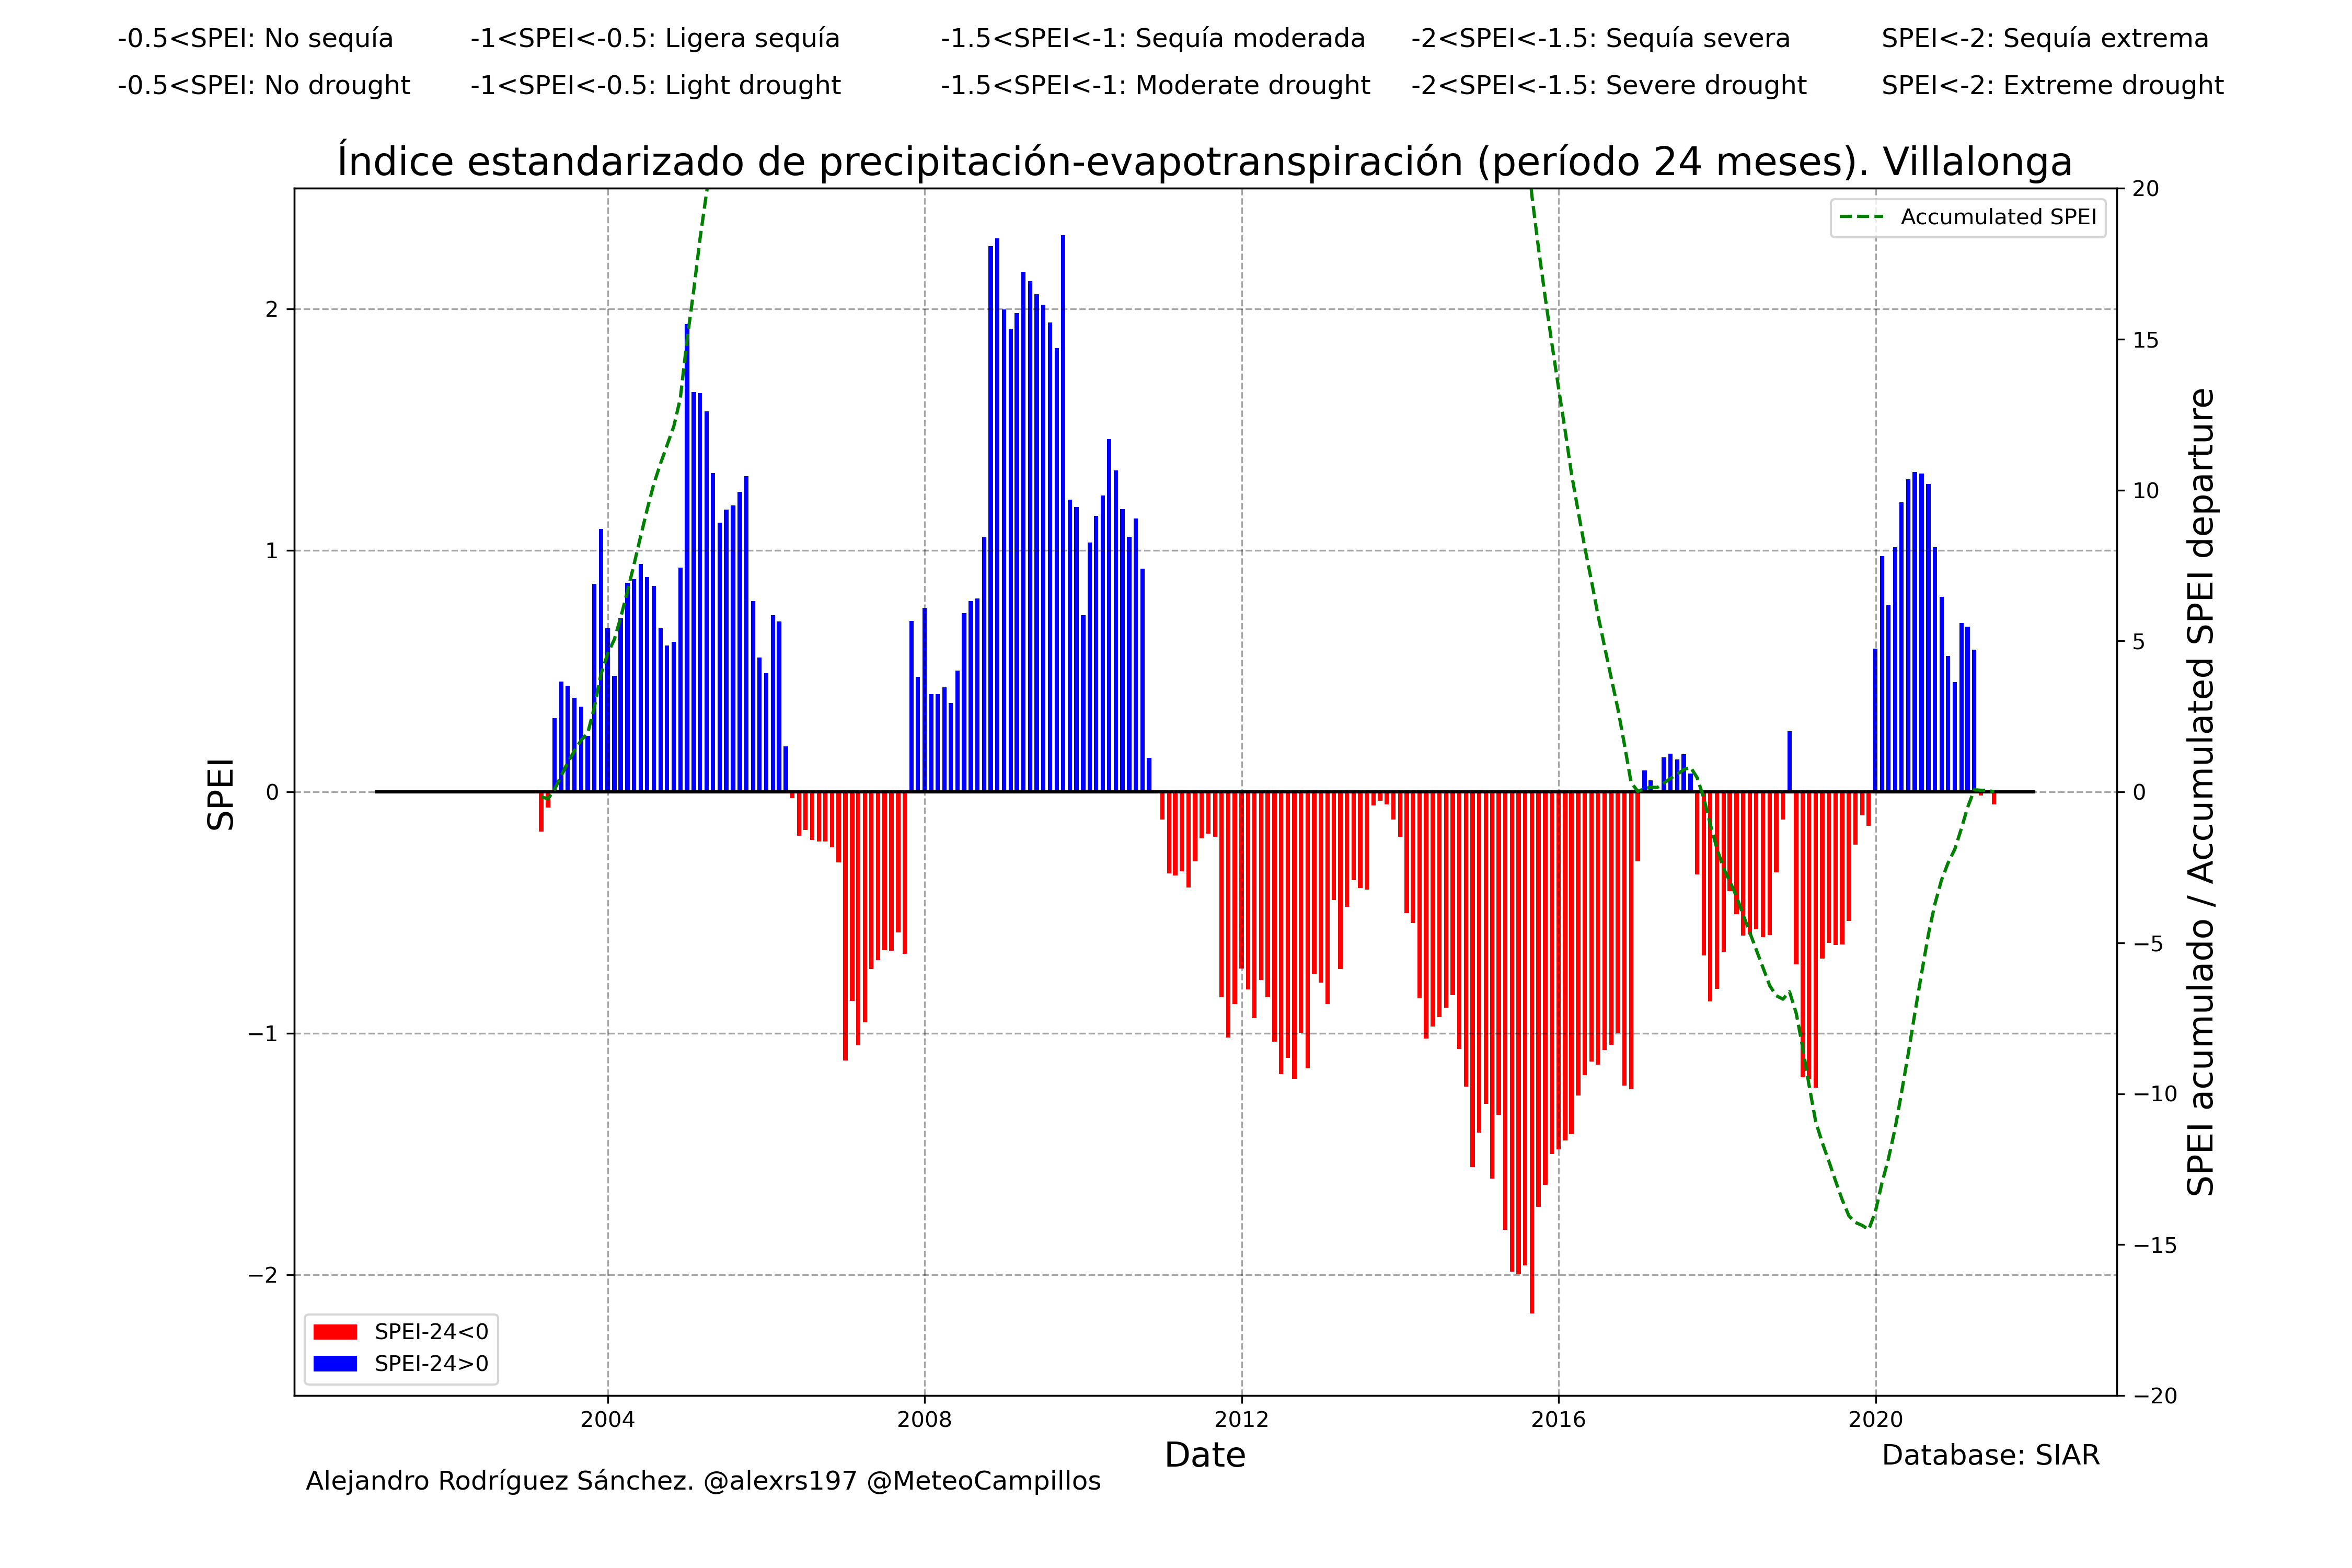 -0.5<SPEI: No sequía -1<SPEI<-0.5: Ligera sequía -1.5<SPEI<-1: Sequía moderada -2<SPEI<-1.5: Sequía severa SPEI<-2: Sequía extrema
-0.5<SPEI: No drought -1<SPEI<-0.5: Light drought -1.5<SPEI<-1: Moderate drought -2<SPEI<-1.5: Severe drought SPEI<-2: Extreme drought
Índice estandarizado de precipitación-evapotranspiración (período 24 meses). Villalonga
Accumulated SPEI
SPEI
2
1
0
−1
−2
20
15
10
5
0
−5
−10
−15
−20
SPEI acumulado / Accumulated SPEI departure
SPEI-24<0
SPEI-24>0
2004 2008 2012 2016 2020
Date
Database: SIAR
Alejandro Rodríguez Sánchez. @alexrs197 @MeteoCampillos